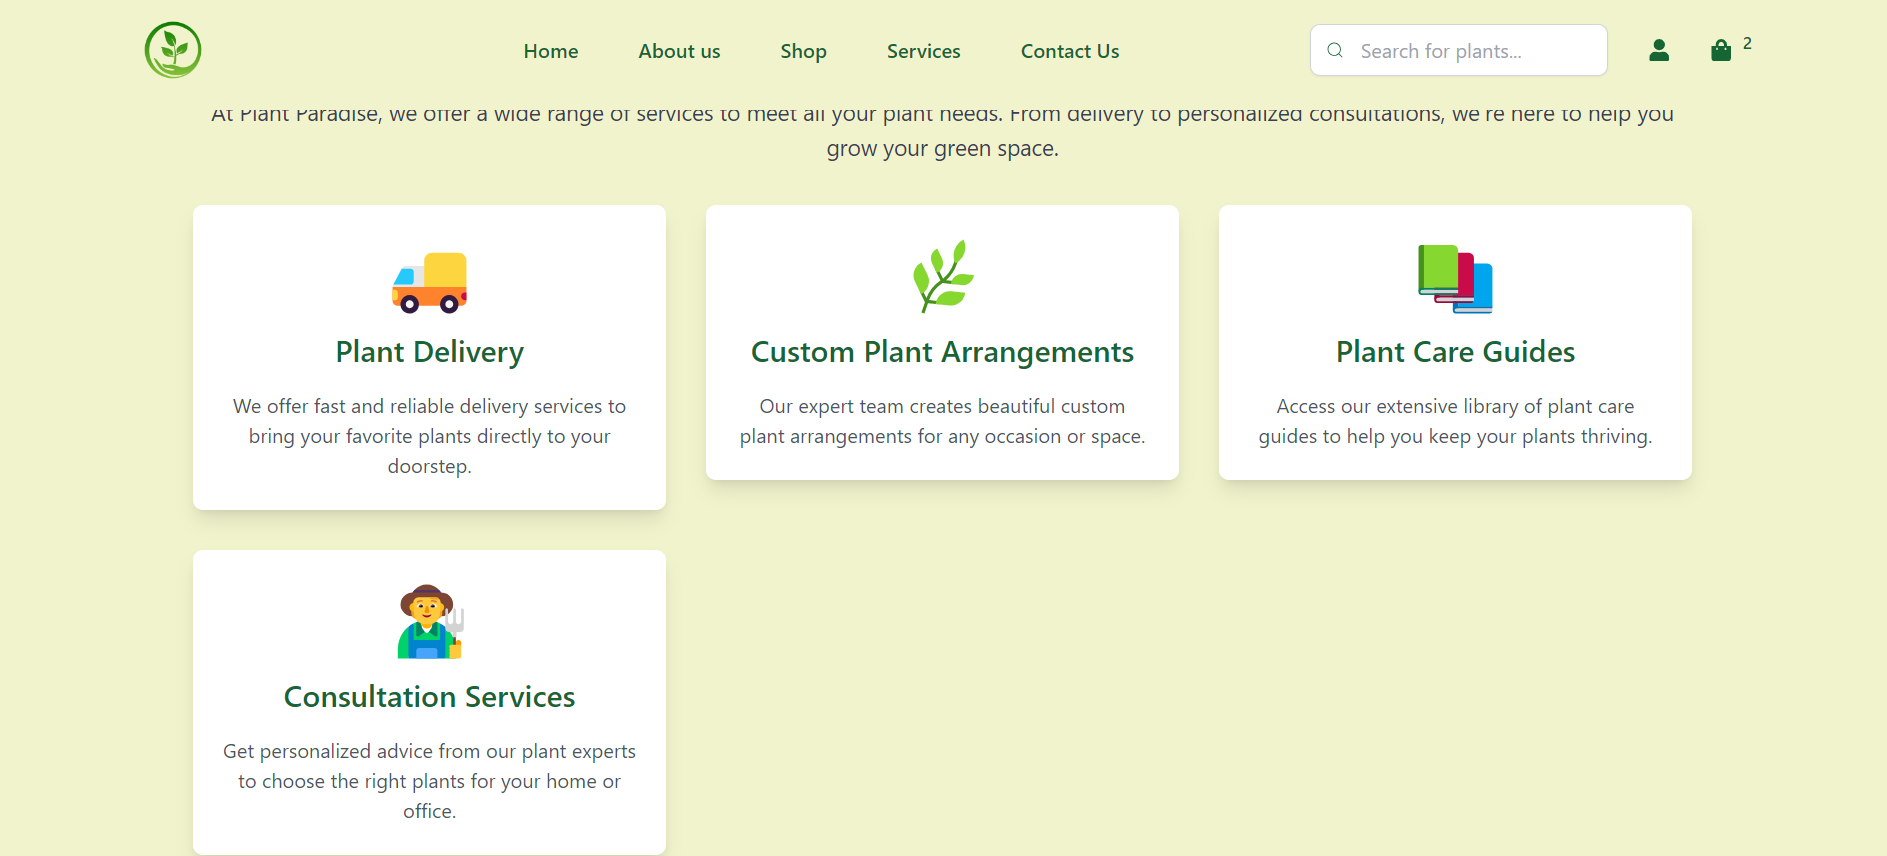 Home
About us
Shop
Services
Contact Us
Search for plants...
2
At Plant Paradise, we offer a wide range of services to meet all your plant needs. From delivery to personalized consultations, we're here to help you
grow your green space.
Plant Delivery
We offer fast and reliable delivery services to
bring your favorite plants directly to your
doorstep.
Custom Plant Arrangements
Our expert team creates beautiful custom
plant arrangements for any occasion or space.
Plant Care Guides
Access our extensive library of plant care
guides to help you keep your plants thriving.
Consultation Services
Get personalized advice from our plant experts
to choose the right plants for your home or
office.